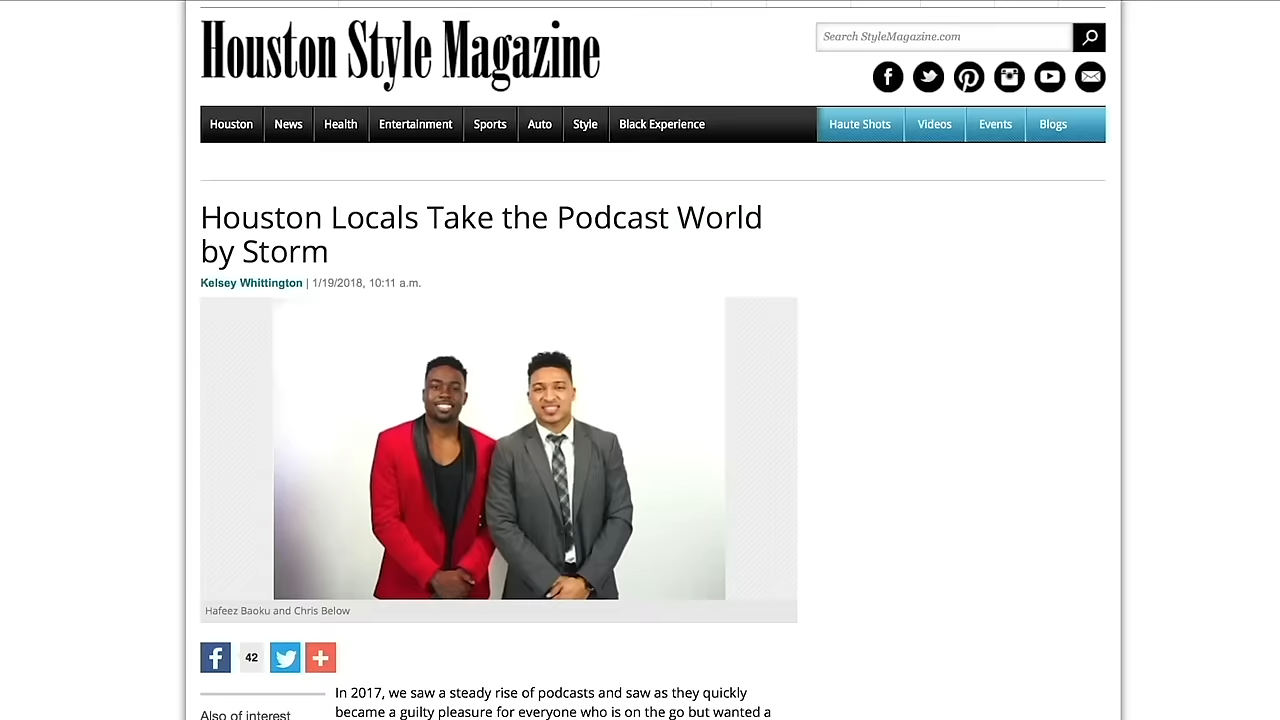 Houston Style Magazine
Search StyleMagazine.com
Houston News Health Entertainment Sports Auto Style Black Experience Haute Shots Videos Events Blogs
Houston Locals Take the Podcast World
by Storm
Kelsey Whittington | 1/19/2018, 10:11 a.m.
Hafeez Baoku and Chris Below
42
In 2017, we saw a steady rise of podcasts and saw as they quickly
became a guilty pleasure for everyone who is on the go but wanted a
Also of interest